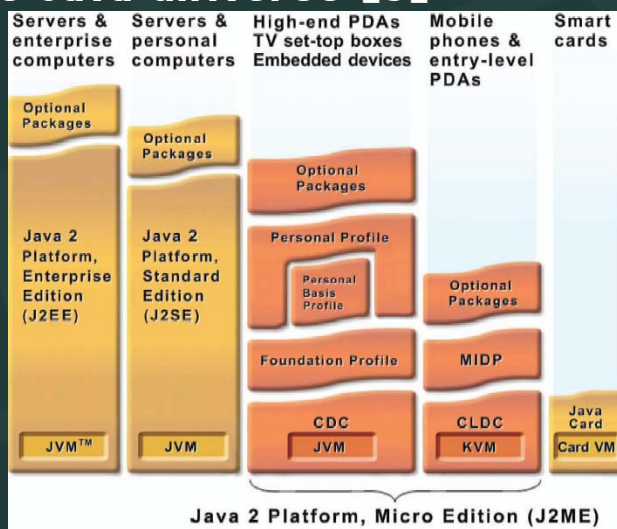 Servers &
enterprise
computers
Servers &
personal
computers
High-end PDAs
TV set-top boxes
Embedded devices
Mobile
phones &
entry-level
PDAs
Smart
cards
Optional
Packages
Java 2
Platform,
Enterprise
Edition
(J2EE)
JVM™
Optional
Packages
Java 2
Platform,
Standard
Edition
(J2SE)
JVM
Optional
Packages
Personal Profile
Personal
Basis
Profile
Foundation Profile
CDC
JVM
Optional
Packages
MIDP
CLDC
KVM
Java
Card
Card VM
Java 2 Platform, Micro Edition (J2ME)